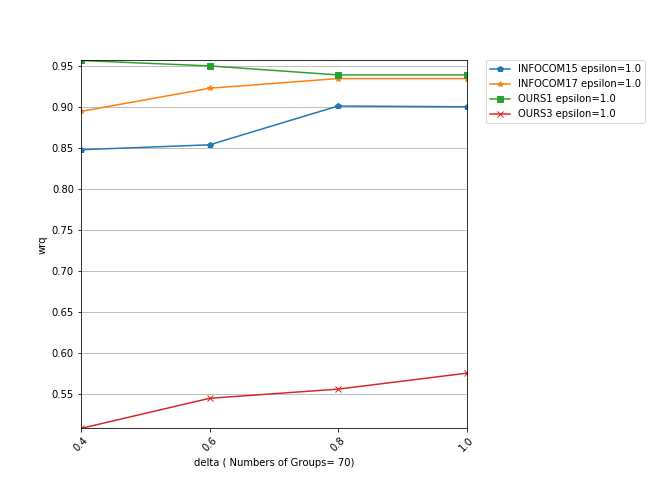 0.95
0.90
0.85
0.80
0.75
0.70
0.65
0.60
0.55
wrq
0.4
0.6
0.8
1.0
delta ( Numbers of Groups= 70)
INFOCOM15 epsilon=1.0
INFOCOM17 epsilon=1.0
OURS1 epsilon=1.0
OURS3 epsilon=1.0